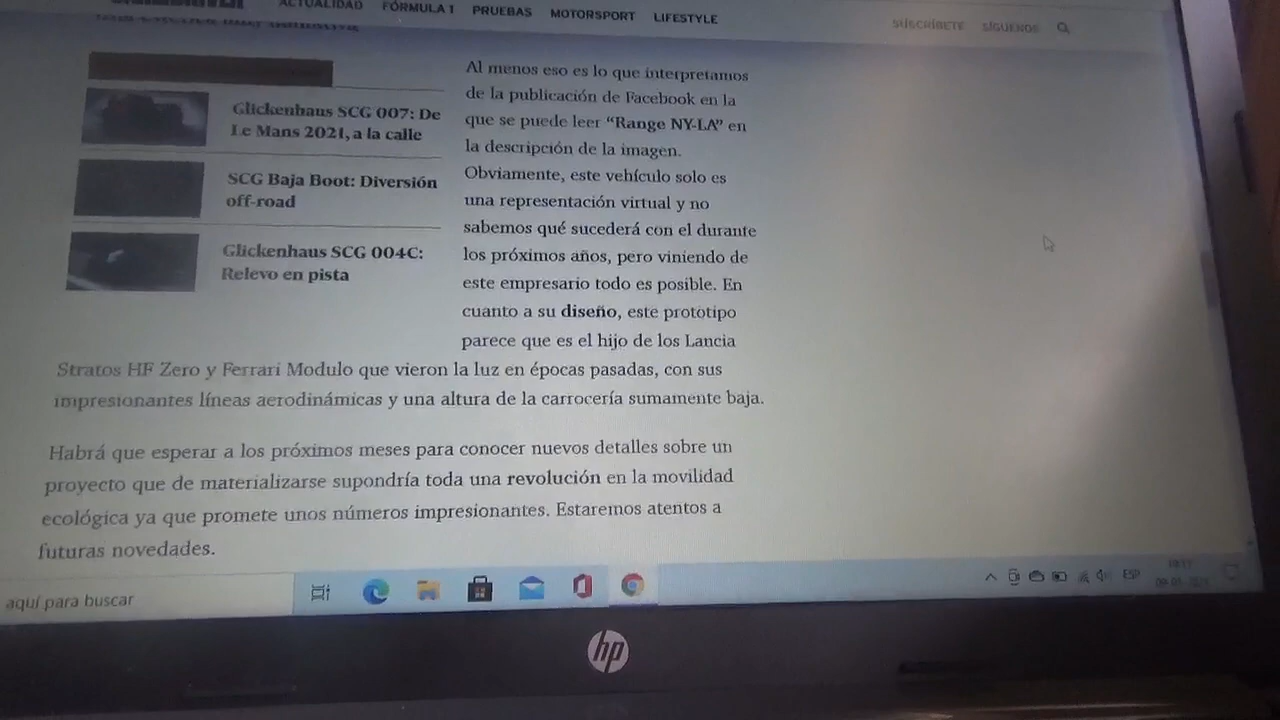 ACTUALIDAD FÓRMULA 1 PRUEBAS MOTORSPORT LIFESTYLE
SUSCRÍBETE SÍGUENOS
Glickenhaus SCG 007: De
Le Mans 2021, a la calle
SCG Baja Boot: Diversión
off-road
Glickenhaus SCG 004C:
Relevo en pista
Al menos eso es lo que interpretamos
de la publicación de Facebook en la
que se puede leer “Range NY-LA” en
la descripción de la imagen.
Obviamente, este vehículo solo es
una representación virtual y no
sabemos qué sucederá con el durante
los próximos años, pero viniendo de
este empresario todo es posible. En
cuanto a su diseño, este prototipo
parece que es el hijo de los Lancia
Stratos HF Zero y Ferrari Modulo que vieron la luz en épocas pasadas, con sus
impresionantes líneas aerodinámicas y una altura de la carrocería sumamente baja.
Habrá que esperar a los próximos meses para conocer nuevos detalles sobre un
proyecto que de materializarse supondría toda una revolución en la movilidad
ecológica ya que promete unos números impresionantes. Estaremos atentos a
futuras novedades.
aquí para buscar
ESP
hp